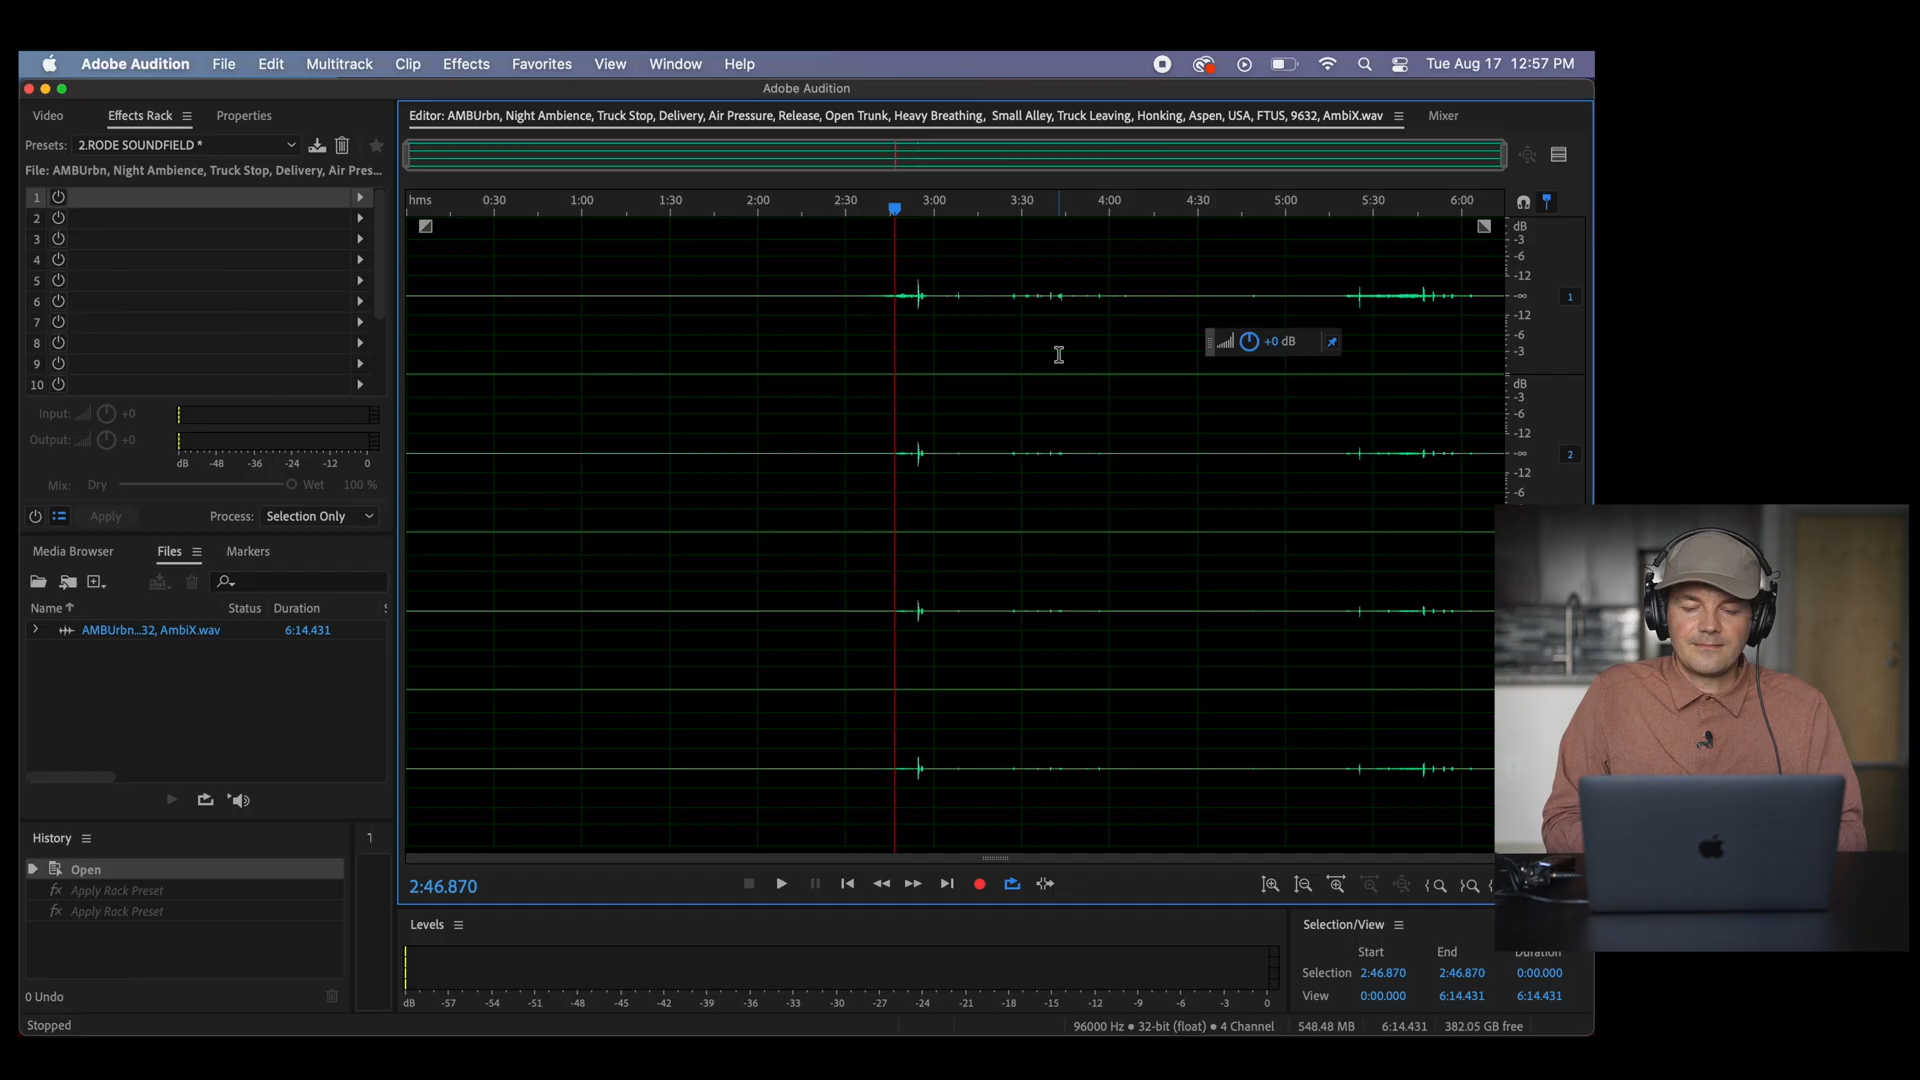 Adobe Audition File Edit Multitrack Clip Effects Favorites View Window Help Tue Aug 17 12:57 PM
Adobe Audition
Video Effects Rack Properties
Editor: AMBUrbn, Night Ambience, Truck Stop, Delivery, Air Pressure, Release, Open Trunk, Heavy Breathing, Small Alley, Truck Leaving, Honking, Aspen, USA, FTUS, 9632, AmbiX.wav Mixer
Presets: 2.RODE SOUNDFIELD *
File: AMBUrbn, Night Ambience, Truck Stop, Delivery, Air Pres...
hms 0:30 1:00 1:30 2:00 2:30 3:00 3:30 4:00 4:30 5:00 5:30 6:00
1
2
3
4
5
6
7
8
9
10
dB
-3
-6
-12
-∞ 1
-12
-6
-3
+0 dB
dB
-3
-6
-12
-∞ 2
-12
-6
Input: +0
Output: +0
dB -48 -36 -24 -12 0
Mix: Dry Wet 100 %
Apply Process: Selection Only
Media Browser Files Markers
Name Status Duration
AMBUrbn...32, AmbiX.wav 6:14.431
History
Open
fx Apply Rack Preset
fx Apply Rack Preset
0 Undo
2:46.870
Levels
dB -57 -54 -51 -48 -45 -42 -39 -36 -33 -30 -27 -24 -21 -18 -15 -12 -9 -6 -3 0
Selection/View
Start End Duration
Selection 2:46.870 2:46.870 0:00.000
View 0:00.000 6:14.431 6:14.431
Stopped
96000 Hz ● 32-bit (float) ● 4 Channel 548.48 MB 6:14.431 382.05 GB free